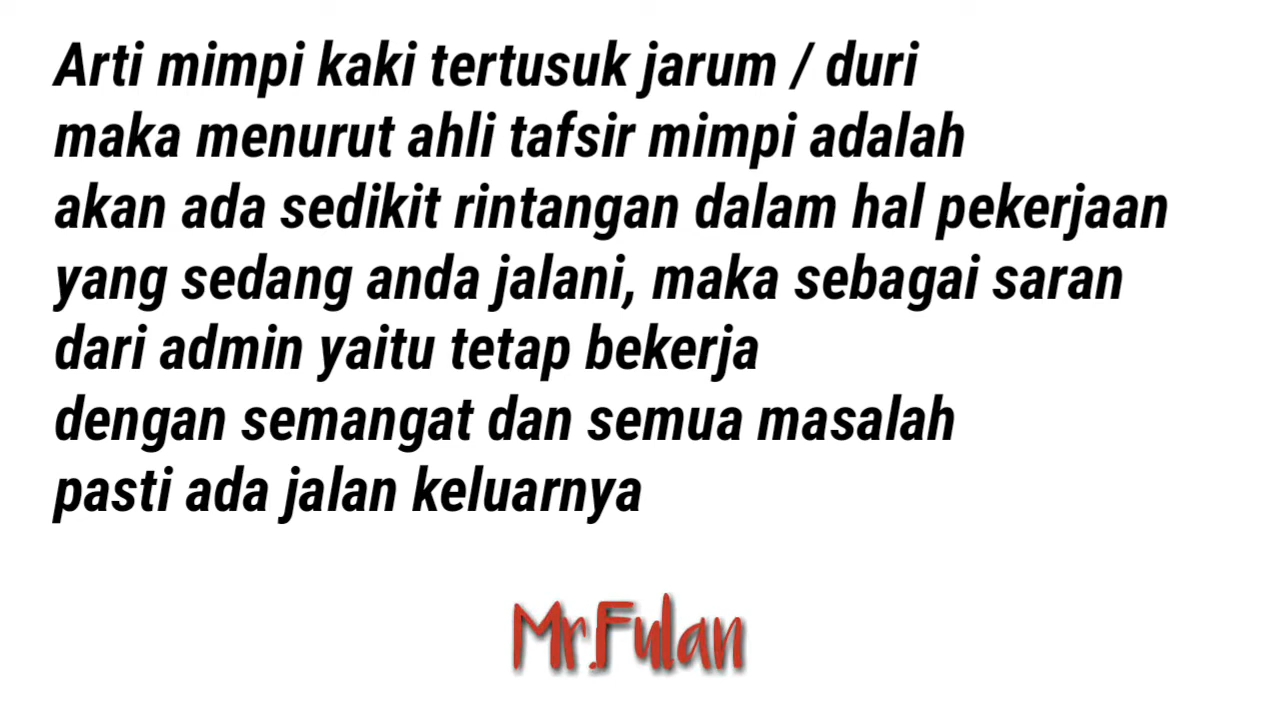 Arti mimpi kaki tertusuk jarum / duri
maka menurut ahli tafsir mimpi adalah
akan ada sedikit rintangan dalam hal pekerjaan
yang sedang anda jalani, maka sebagai saran
dari admin yaitu tetap bekerja
dengan semangat dan semua masalah
pasti ada jalan keluarnya
Mr.Fulan